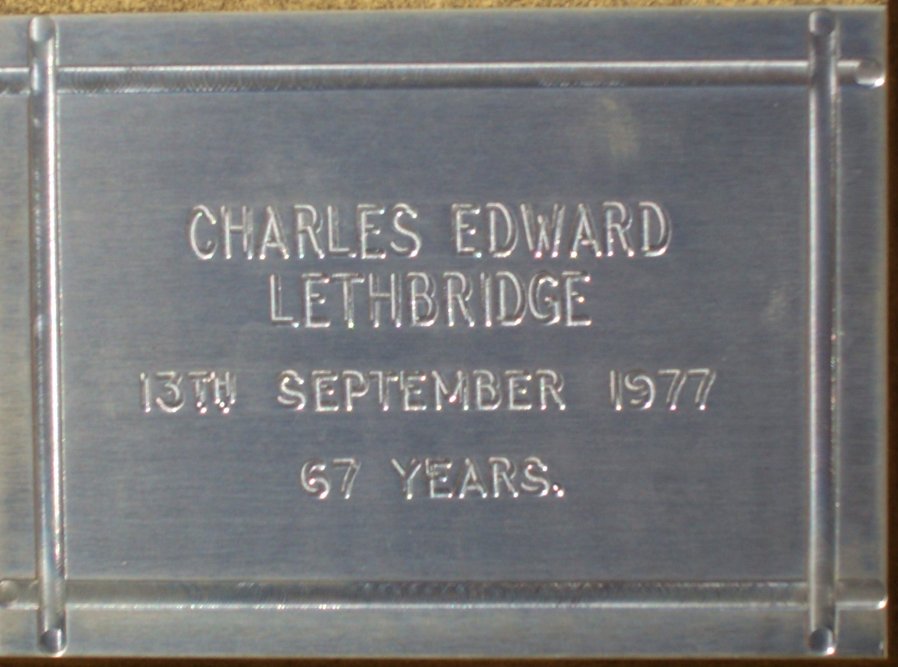 CHARLES EDWARD
LETHBRIDGE
13TH SEPTEMBER 1977
67 YEARS.